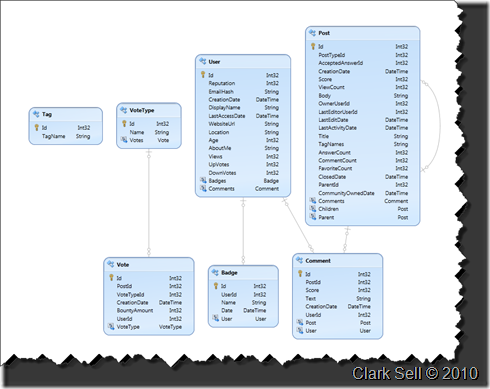 Tag
Id Int32
TagName String
VoteType
Id Int32
Name String
Votes Vote
User
Id Int32
Reputation Int32
EmailHash String
CreationDate DateTime
DisplayName String
LastAccessDate DateTime
WebsiteUrl String
Location String
Age Int32
AboutMe String
Views Int32
UpVotes Int32
DownVotes Int32
Badges Badge
Comments Comment
Post
Id Int32
PostTypeId Int32
AcceptedAnswerId Int32
CreationDate DateTime
Score Int32
ViewCount Int32
Body String
OwnerUserId Int32
LastEditorUserId Int32
LastEditDate DateTime
LastActivityDate DateTime
Title String
TagNames String
AnswerCount Int32
CommentCount Int32
FavoriteCount Int32
ClosedDate DateTime
ParentId Int32
CommunityOwnedDate DateTime
Comments Comment
Children Post
Parent Post
Vote
Id Int32
PostId Int32
VoteTypeId Int32
CreationDate DateTime
BountyAmount Int32
UserId Int32
VoteType VoteType
Badge
Id Int32
UserId Int32
Name String
Date DateTime
User User
Comment
Id Int32
PostId Int32
Score Int32
Text String
CreationDate DateTime
UserId Int32
Post Post
User User
Clark Sell © 2010